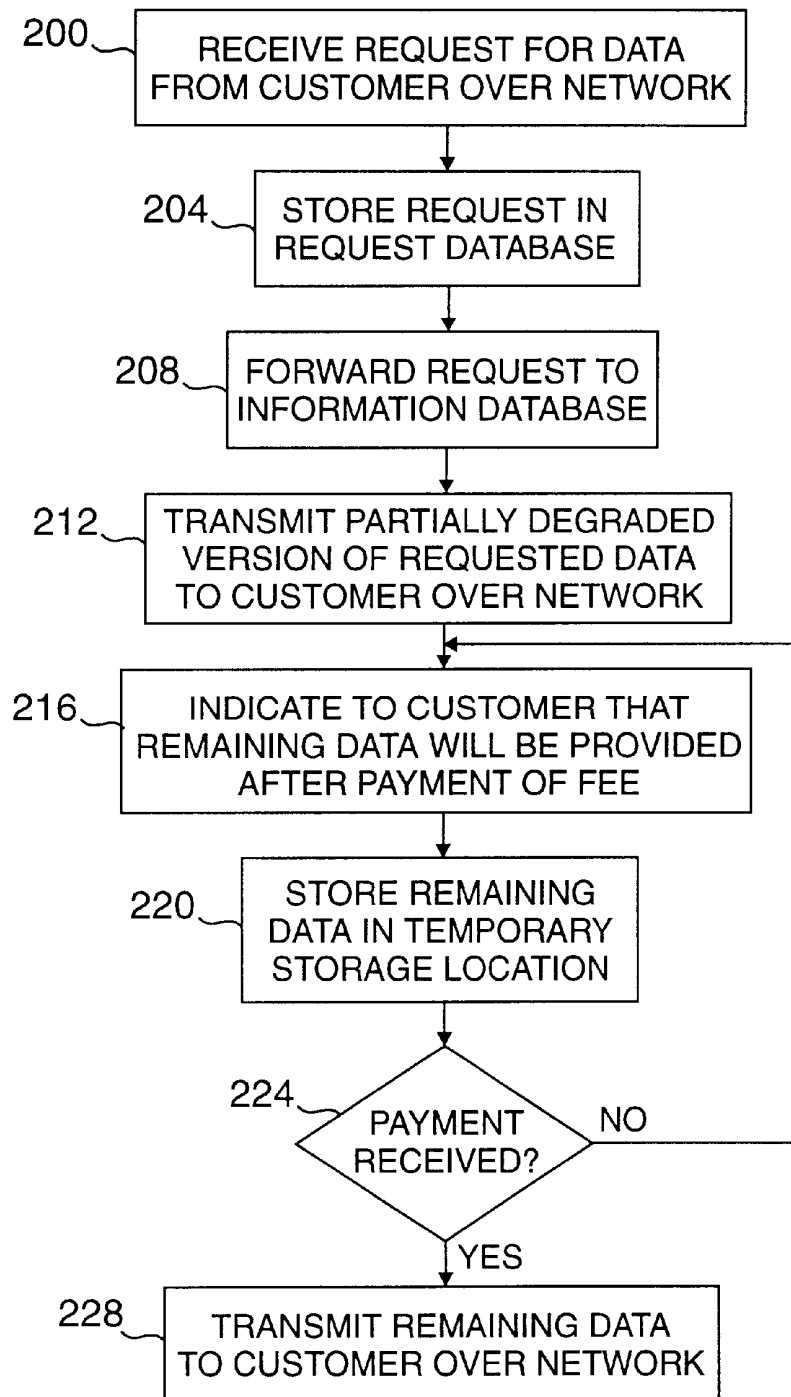 200
RECEIVE REQUEST FOR DATA
FROM CUSTOMER OVER NETWORK
204
STORE REQUEST IN
REQUEST DATABASE
208
FORWARD REQUEST TO
INFORMATION DATABASE
212
TRANSMIT PARTIALLY DEGRADED
VERSION OF REQUESTED DATA
TO CUSTOMER OVER NETWORK
216
INDICATE TO CUSTOMER THAT
REMAINING DATA WILL BE PROVIDED
AFTER PAYMENT OF FEE
220
STORE REMAINING
DATA IN TEMPORARY
STORAGE LOCATION
224
PAYMENT
RECEIVED?
NO
YES
228
TRANSMIT REMAINING DATA
TO CUSTOMER OVER NETWORK